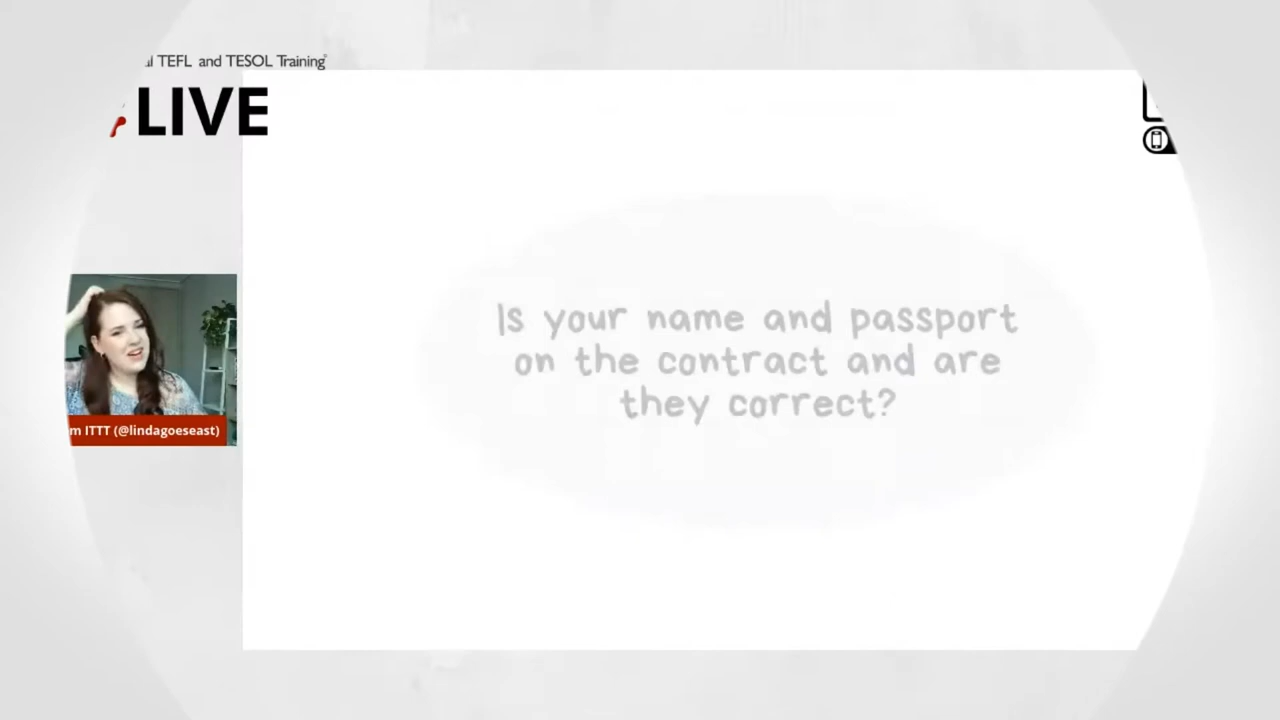 TEFL and TESOL Training
LIVE
Is your name and passport
on the contract and are
they correct?
m ITTT (@lindagoeseast)